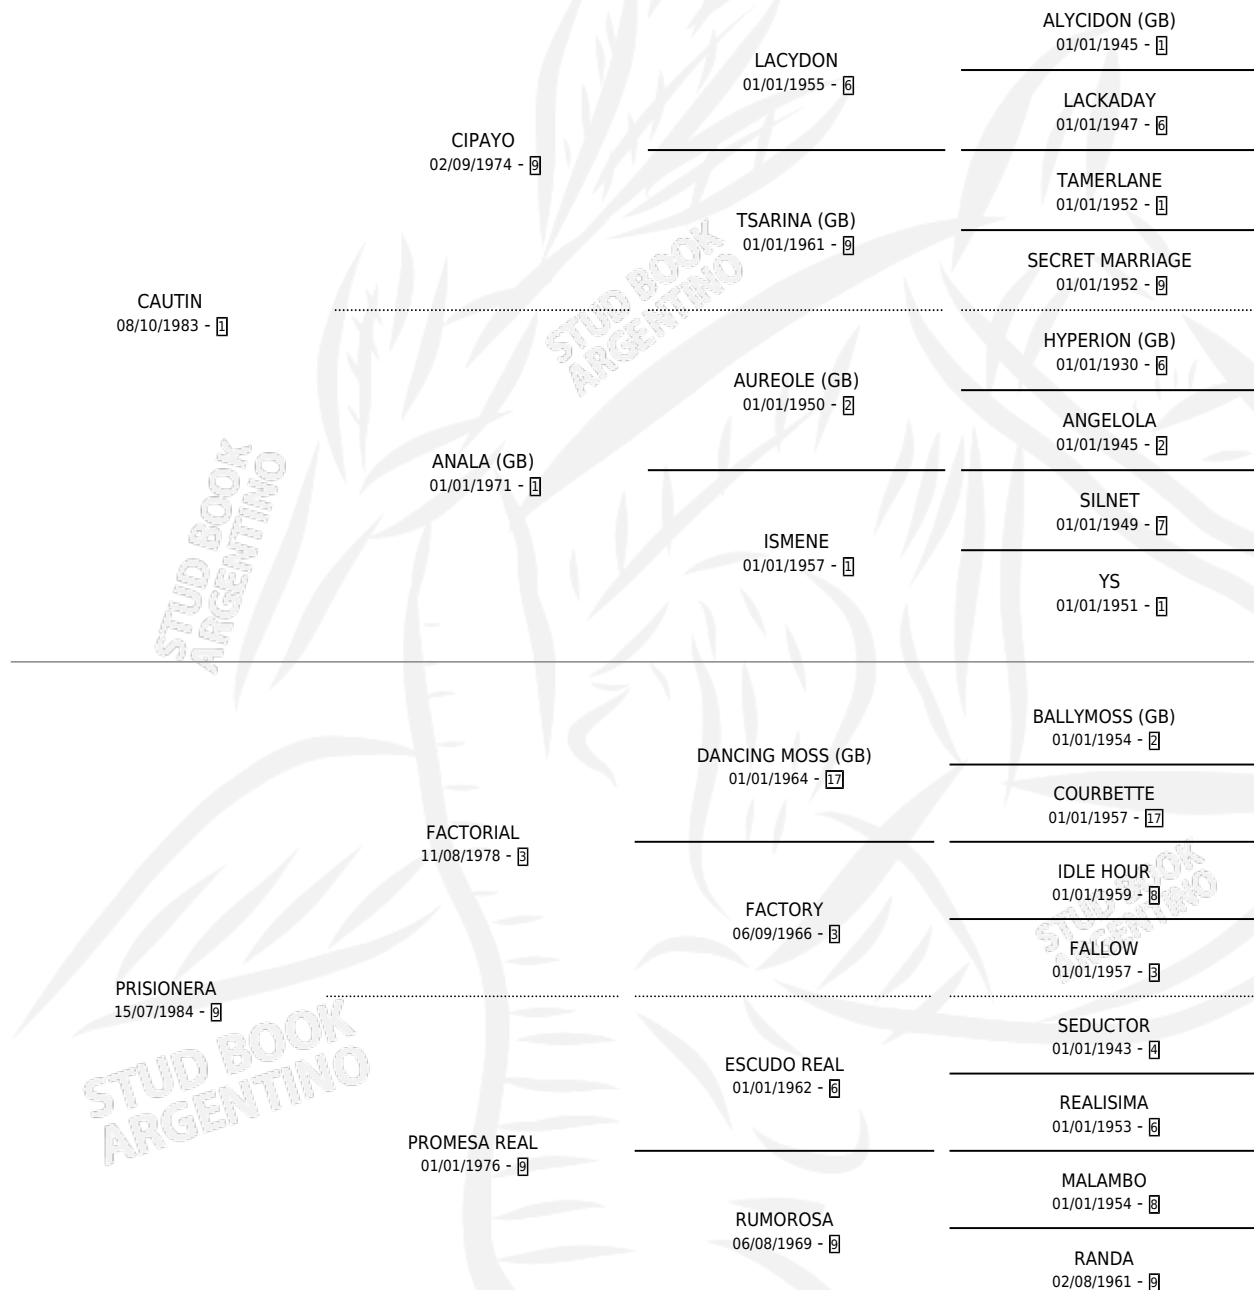 ALYCIDON (GB)
01/01/1945 - 1
LACYDON
01/01/1955 - 6
LACKADAY
01/01/1947 - 6
CIPAYO
02/09/1974 - 9
TAMERLANE
01/01/1952 - 1
TSARINA (GB)
01/01/1961 - 9
SECRET MARRIAGE
01/01/1952 - 9
CAUTIN
08/10/1983 - 1
HYPERION (GB)
01/01/1930 - 6
AUREOLE (GB)
01/01/1950 - 2
ANGELOLA
01/01/1945 - 2
ANALA (GB)
01/01/1971 - 1
SILNET
01/01/1949 - 7
ISMENE
01/01/1957 - 1
YS
01/01/1951 - 1
BALLYMOSS (GB)
01/01/1954 - 2
DANCING MOSS (GB)
01/01/1964 - 17
COURBETTE
01/01/1957 - 17
FACTORIAL
11/08/1978 - 3
IDLE HOUR
01/01/1959 - 8
FACTORY
06/09/1966 - 3
FALLOW
01/01/1957 - 3
PRISIONERA
15/07/1984 - 9
SEDUCTOR
01/01/1943 - 4
ESCUDO REAL
01/01/1962 - 6
REALISIMA
01/01/1953 - 6
PROMESA REAL
01/01/1976 - 9
MALAMBO
01/01/1954 - 8
RUMOROSA
06/08/1969 - 9
RANDA
02/08/1961 - 9
STUD BOOK
ARGENTINO
STUD BOOK
ARGENTINO
STUD BOOK
ARGENTINO
STUD BOOK
ARGENTINO